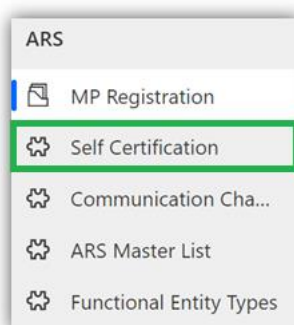 ARS
MP Registration
Self Certification
Communication Cha...
ARS Master List
Functional Entity Types